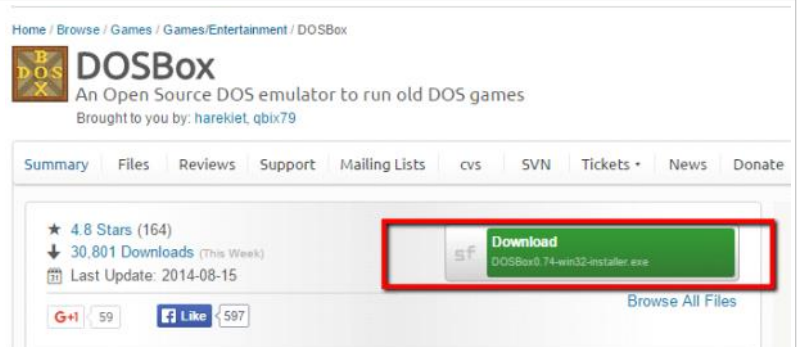 Home / Browse / Games / Games/Entertainment / DOSBox
B
DOS
X
DOSBox
An Open Source DOS emulator to run old DOS games
Brought to you by: harekiet, qbix79
Summary Files Reviews Support Mailing Lists CVS SVN Tickets News Donate
4.8 Stars (164)
30,801 Downloads (This Week)
31 Last Update: 2014-08-15
sf Download
DOSBox0.74-win32-installer.exe
Browse All Files
G+1 59 f Like 597